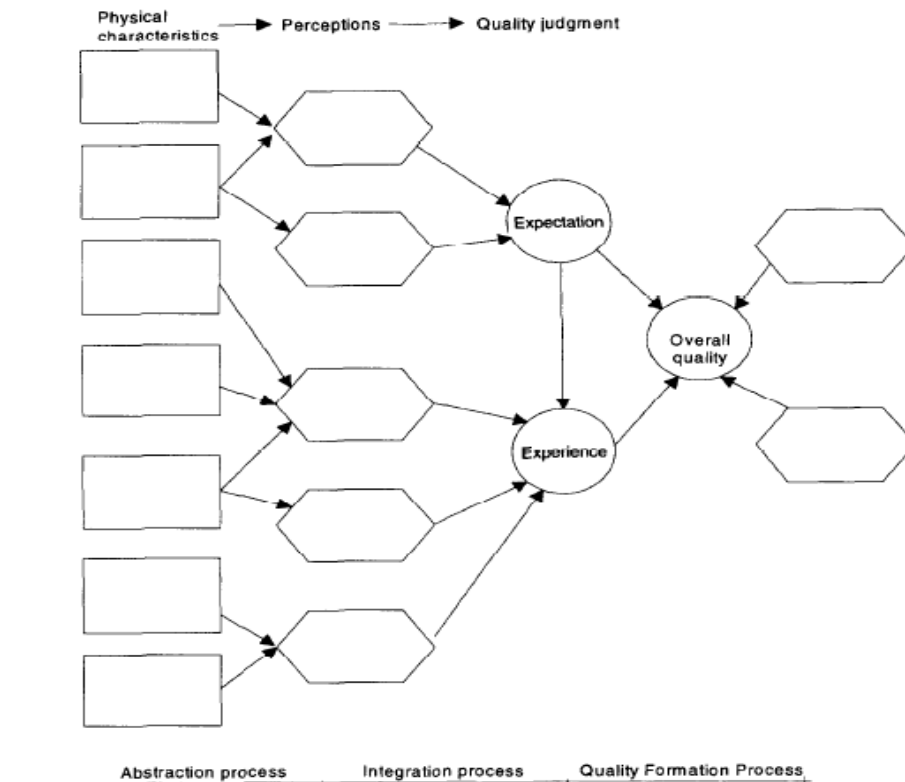 Physical
characteristics
Perceptions
Quality judgment
Expectation
Overall
quality
Experience
Abstraction process
Integration process
Quality Formation Process